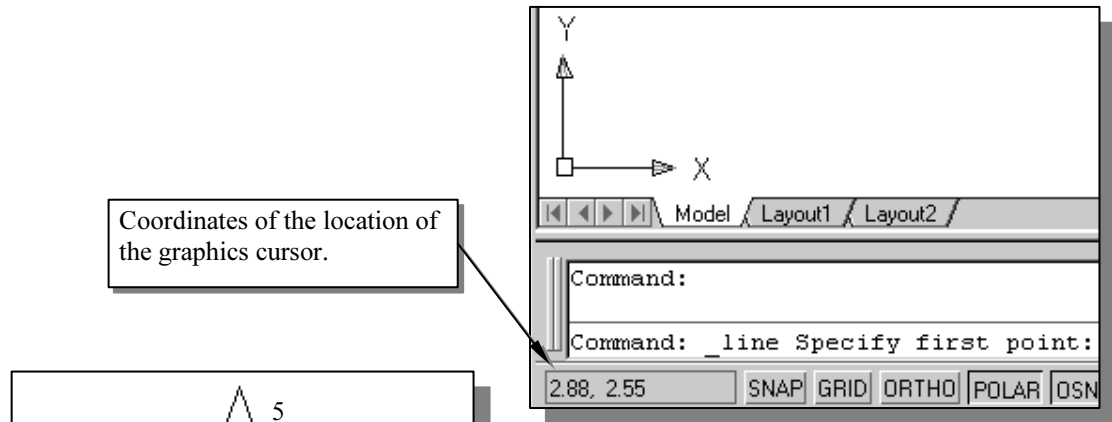 Y
X
Model Layout1 Layout2
Coordinates of the location of
the graphics cursor.
Command:
Command: _line Specify first point:
2.88, 2.55 SNAP GRID ORTHO POLAR OSN
5